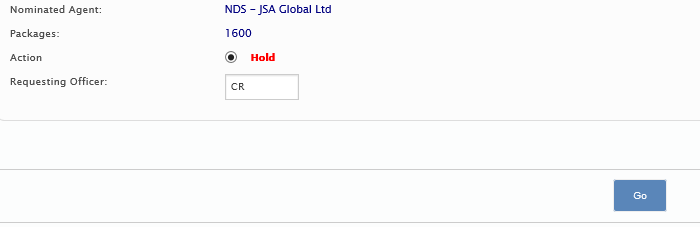 Nominated Agent: NDS - JSA Global Ltd
Packages: 1600
Action Hold
Requesting Officer: CR
Go